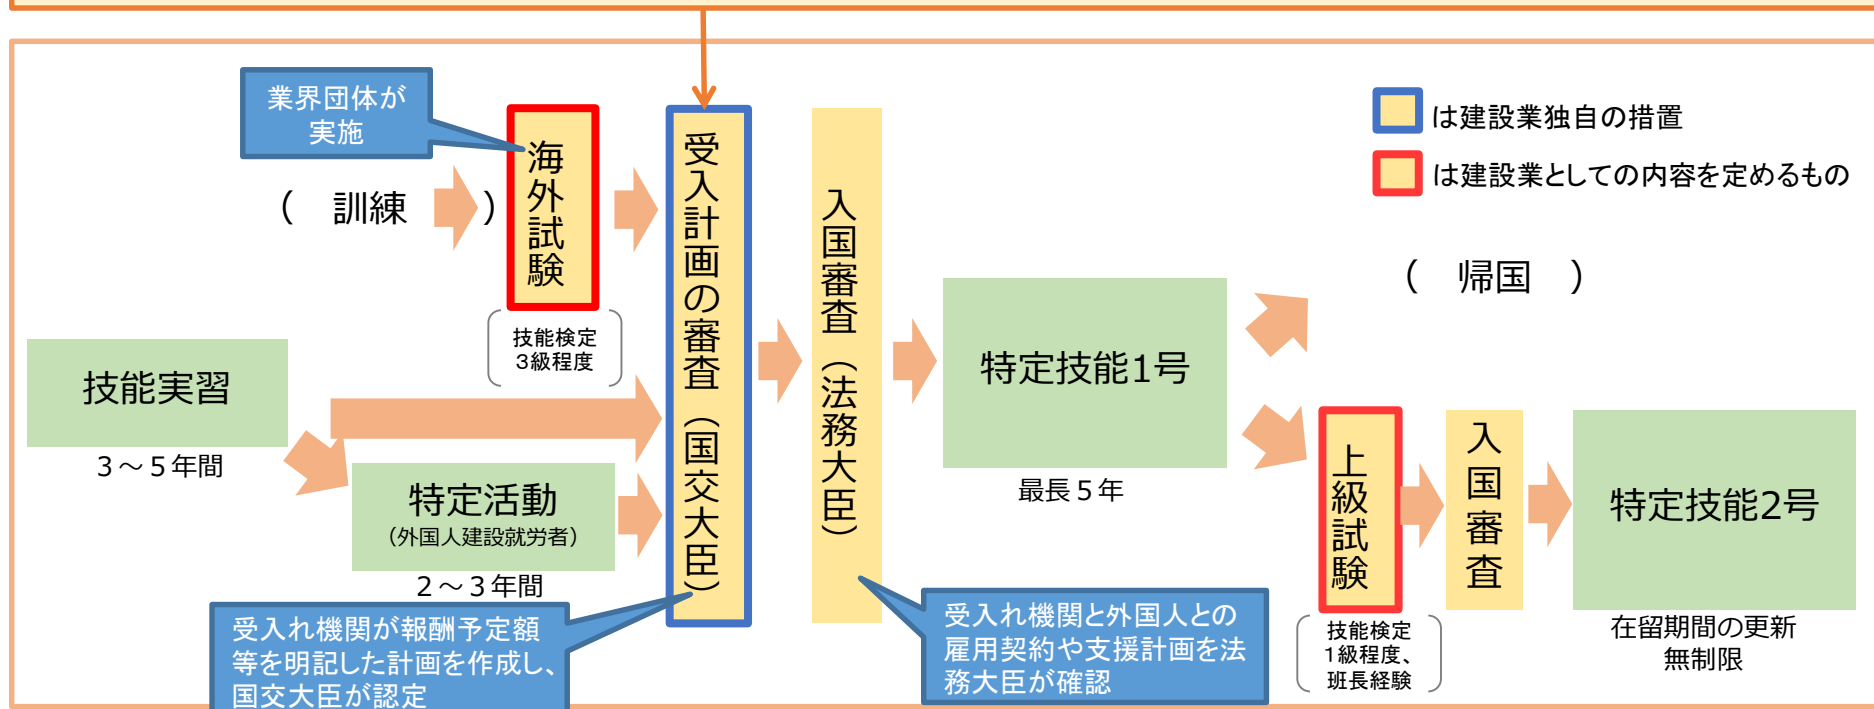 業界団体が
実施
( 訓練 )
海外試験
技能検定
3級程度
技能実習
3～5年間
特定活動
(外国人建設就労者)
2～3年間
受入計画の審査(国交大臣)
受入れ機関が報酬予定額
等を明記した計画を作成し、
国交大臣が認定
入国審査(法務大臣)
受入れ機関と外国人との
雇用契約や支援計画を法
務大臣が確認
特定技能1号
最長5年
は建設業独自の措置
は建設業としての内容を定めるもの
( 帰国 )
上級試験
技能検定
1級程度、
班長経験
入国審査
特定技能2号
在留期間の更新
無制限